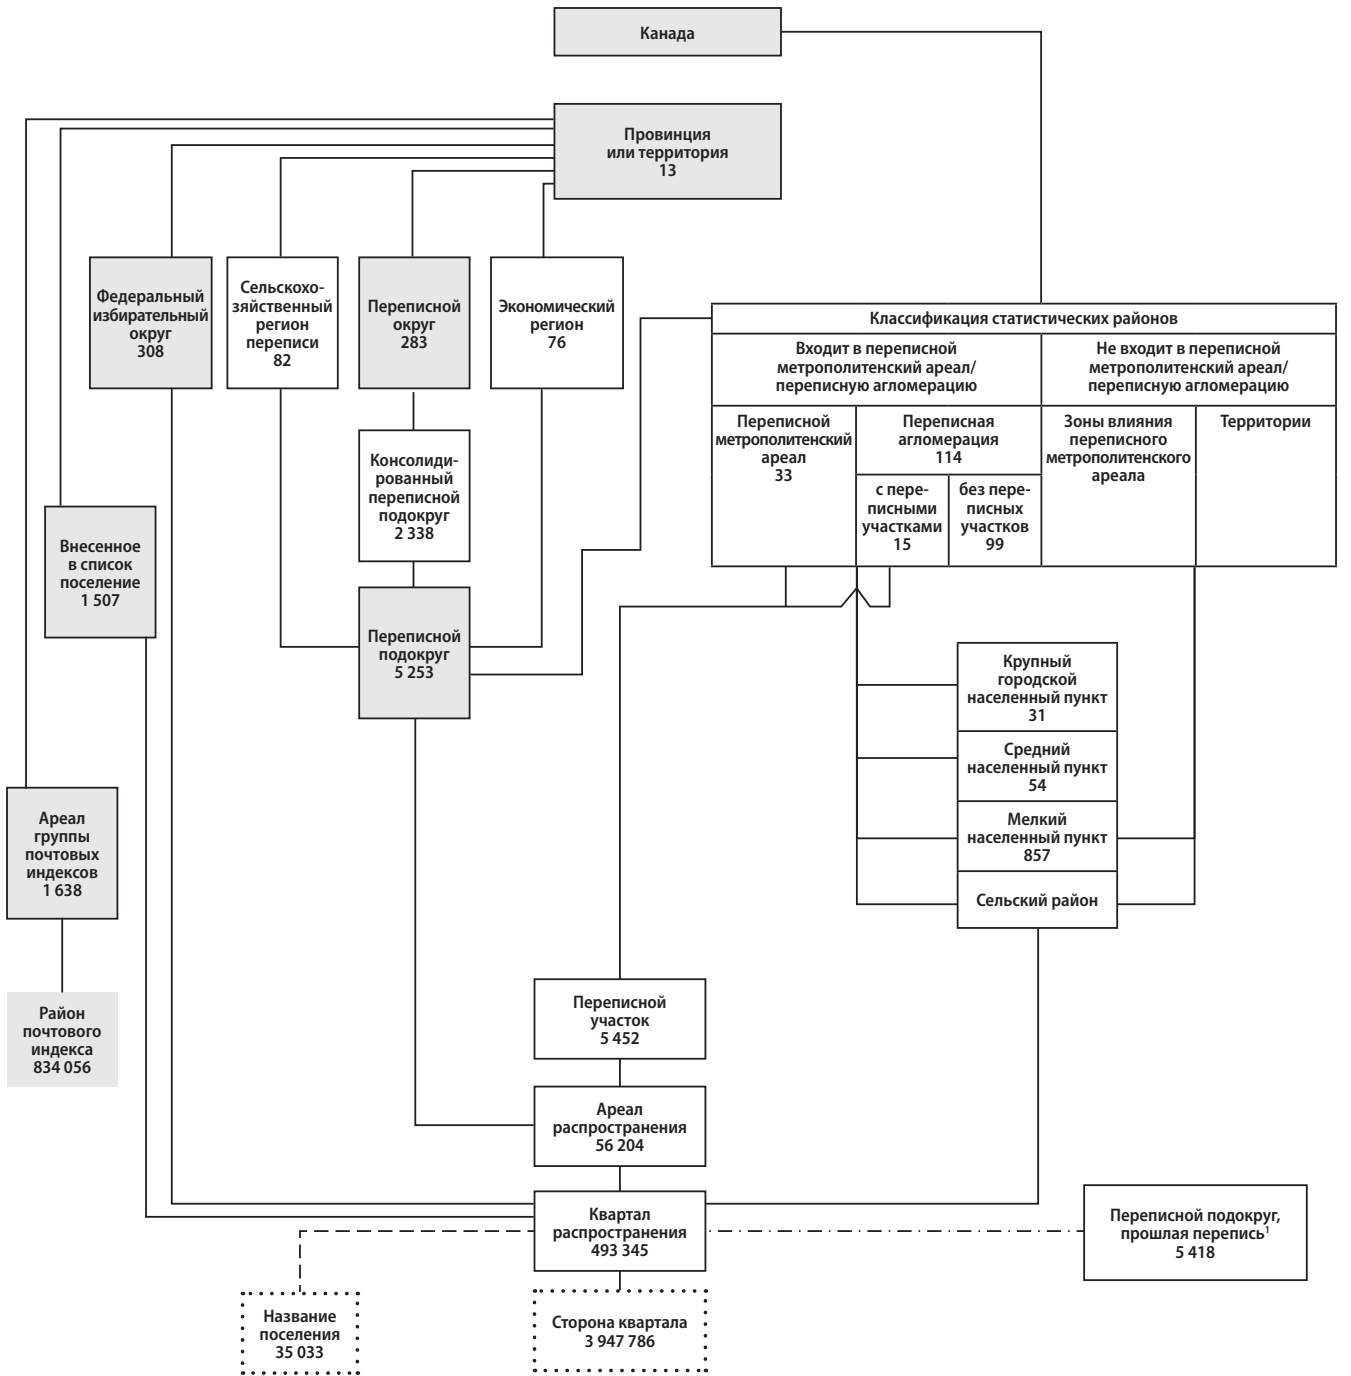 Канада
Провинция
или территория
13
Федеральный
избирательный
округ
308
Сельскохо-
зяйственный
регион
переписи
82
Переписной
округ
283
Экономический
регион
76
Классификация статистических районов
Входит в переписной
метрополитенский ареал/
переписную агломерацию
Не входит в переписной
метрополитенский ареал/
переписную агломерацию
Переписной
метрополитенский
ареал
33
Переписная
агломерация
114
с пере-
писными
участками
15
без пере-
писных
участков
99
Зоны влияния
переписного
метрополитенского
ареала
Территории
Консолиди-
рованный
переписной
подокруг
2 338
Внесенное
в список
поселение
1 507
Переписной
подокруг
5 253
Крупный
городской
населенный пункт
31
Средний
населенный пункт
54
Мелкий
населенный пункт
857
Сельский район
Ареал
группы
почтовых
индексов
1 638
Район
почтового
индекса
834 056
Переписной
участок
5 452
Ареал
распространения
56 204
Квартал
распространения
493 345
Переписной подокруг,
прошлая перепись¹
5 418
Название
поселения
35 033
Сторона квартала
3 947 786